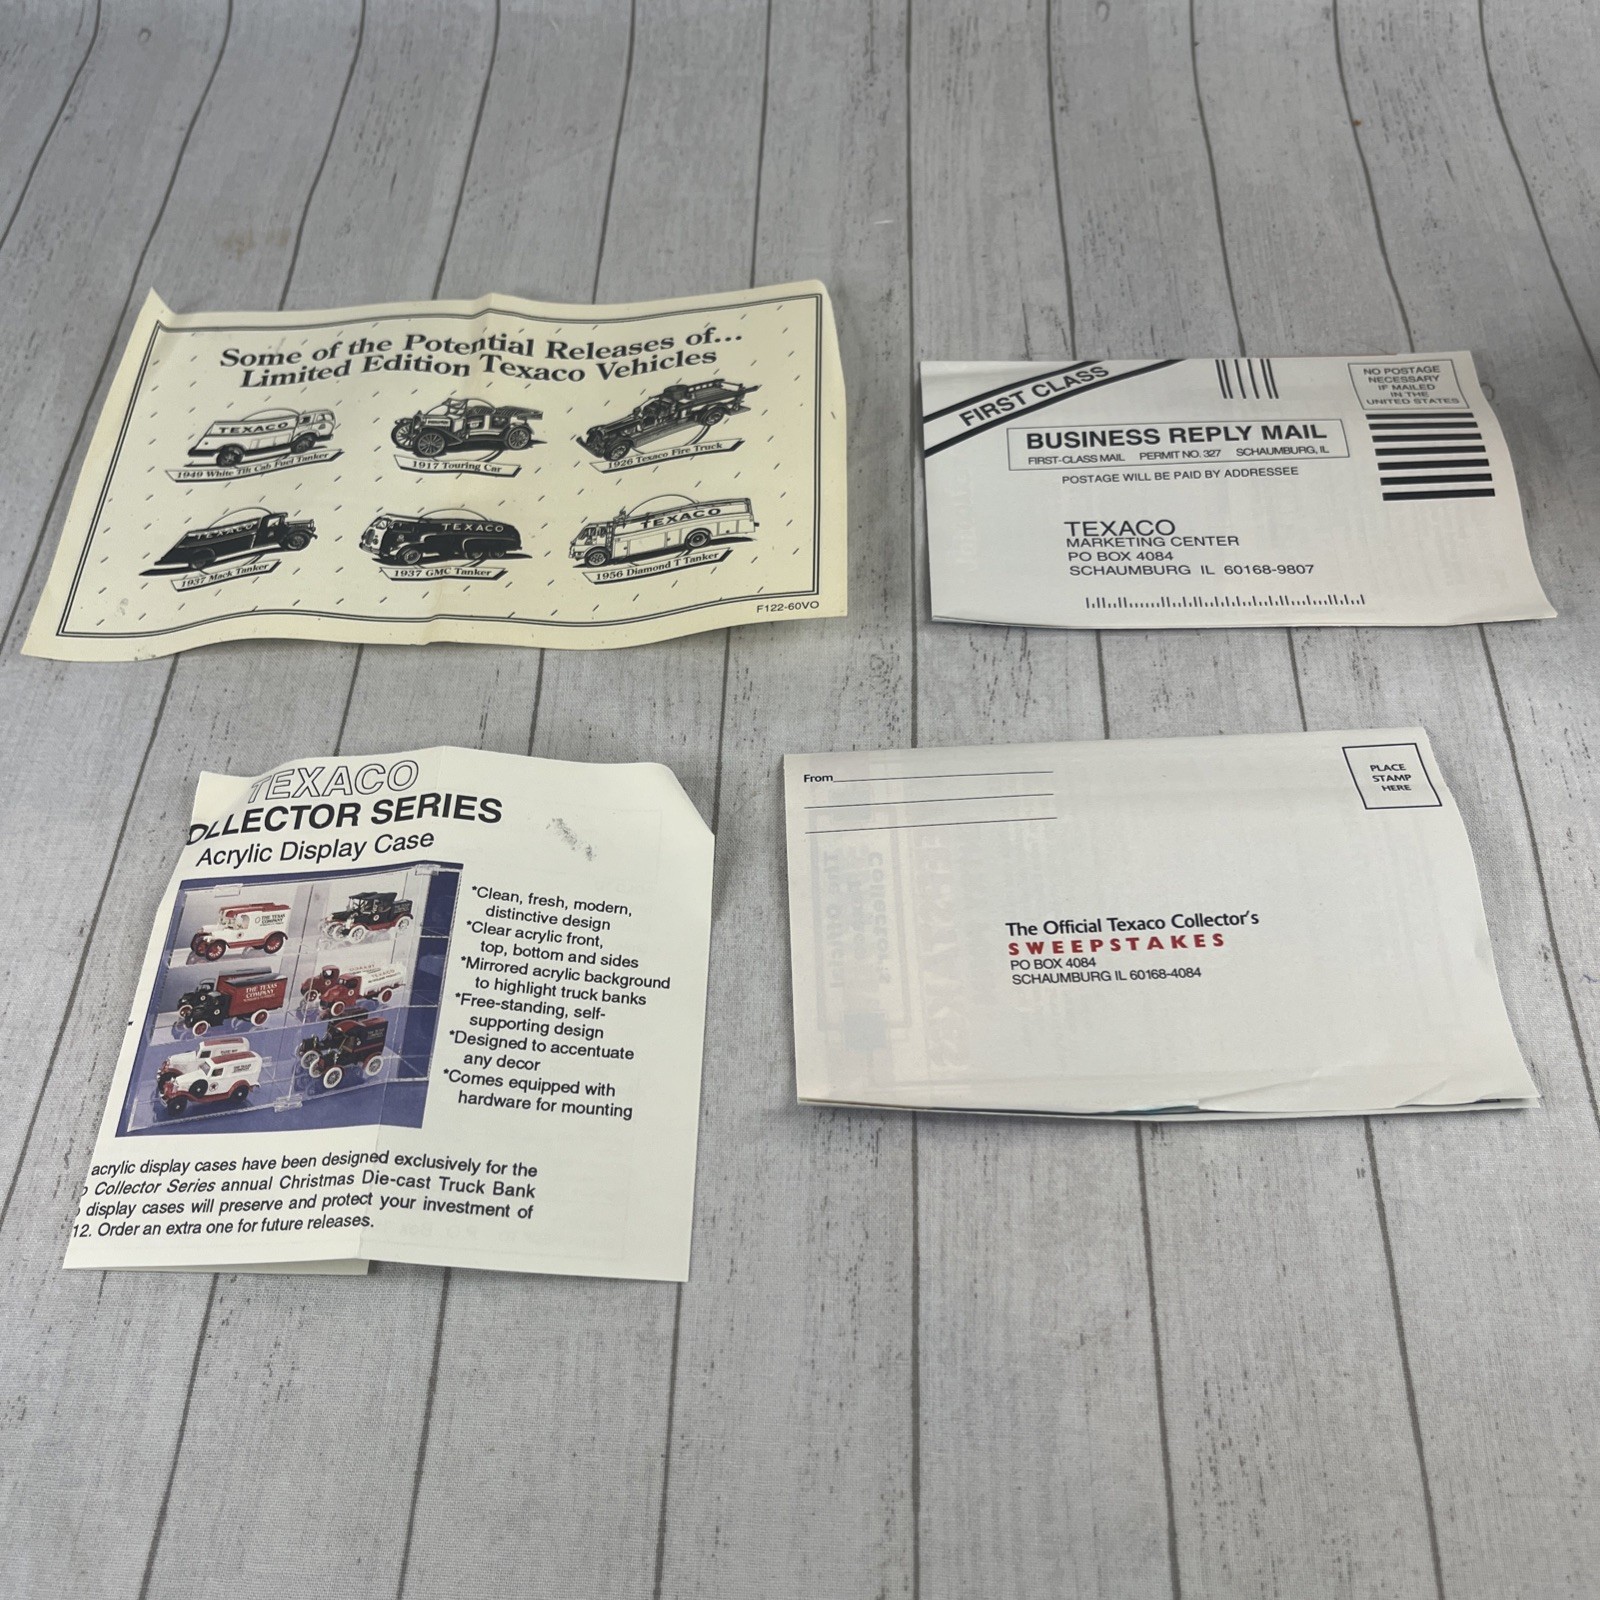 Some of the Potential Releases of...
Limited Edition Texaco Vehicles
TEXACO
1949 White Tilt Cab Fuel Tanker
1917 Touring Car
1926 Texaco Fire Truck
TEXACO
TEXACO
TEXACO
1937 Mack Tanker
1937 GMC Tanker
1956 Diamond T Tanker
F122-60VO
FIRST CLASS
NO POSTAGE
NECESSARY
IF MAILED
IN THE
UNITED STATES
BUSINESS REPLY MAIL
FIRST-CLASS MAIL PERMIT NO. 327 SCHAUMBURG, IL
POSTAGE WILL BE PAID BY ADDRESSEE
TEXACO
MARKETING CENTER
PO BOX 4084
SCHAUMBURG IL 60168-9807
TEXACO
OLLECTOR SERIES
Acrylic Display Case
THE TEXAS
COMPANY
THE TEXAS
COMPANY
*Clean, fresh, modern,
distinctive design
*Clear acrylic front,
top, bottom and sides
*Mirrored acrylic background
to highlight truck banks
*Free-standing, self-
supporting design
*Designed to accentuate
any decor
*Comes equipped with
hardware for mounting
acrylic display cases have been designed exclusively for the
o Collector Series annual Christmas Die-cast Truck Bank
display cases will preserve and protect your investment of
12. Order an extra one for future releases.
From
PLACE
STAMP
HERE
The Official Texaco Collector's
SWEEPSTAKES
PO BOX 4084
SCHAUMBURG IL 60168-4084